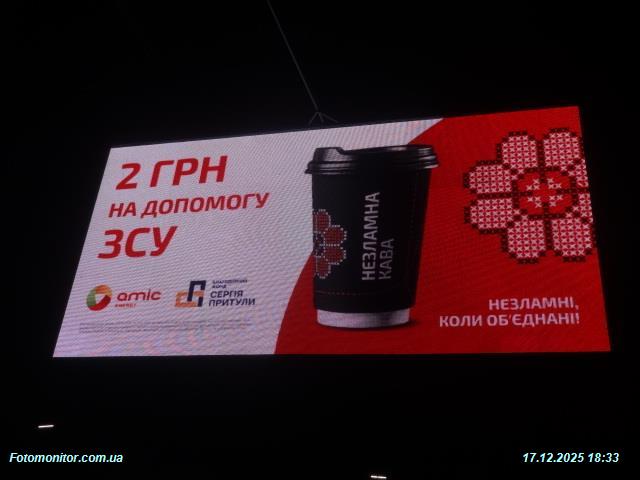 2 ГРН
НА ДОПОМОГУ
ЗСУ
amic
ENERGY
БЛАГОДІЙНИЙ
ФОНД
СЕРГІЯ
ПРИТУЛИ
НЕЗЛАМНА
КАВА
НЕЗЛАМНІ,
КОЛИ ОБ'ЄДНАНІ!
Fotomonitor.com.ua
17.12.2025 18:33